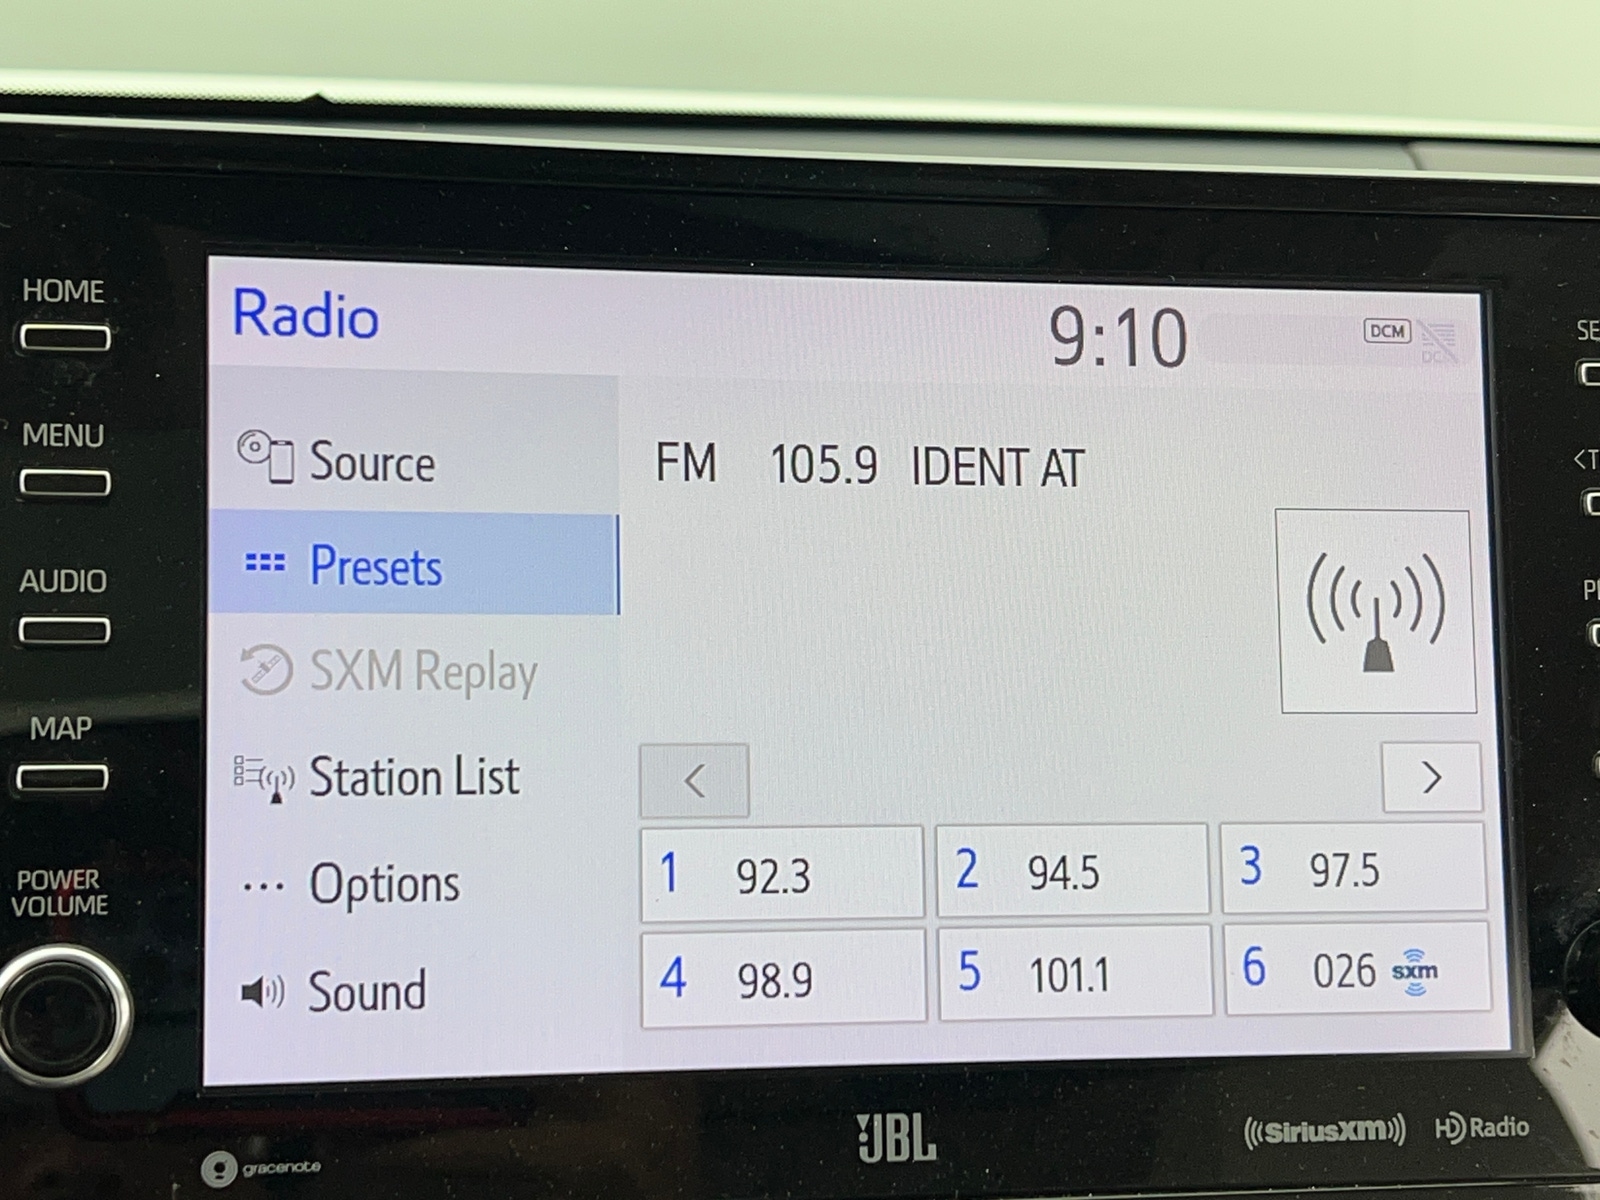 HOME
MENU
AUDIO
MAP
POWER
VOLUME
Radio
9:10
DCM
Source
Presets
SXM Replay
Station List
Options
Sound
FM 105.9 IDENT AT
<
>
1 92.3
2 94.5
3 97.5
4 98.9
5 101.1
6 026 sxm
gracenote
JBL
SiriusXM
HD Radio